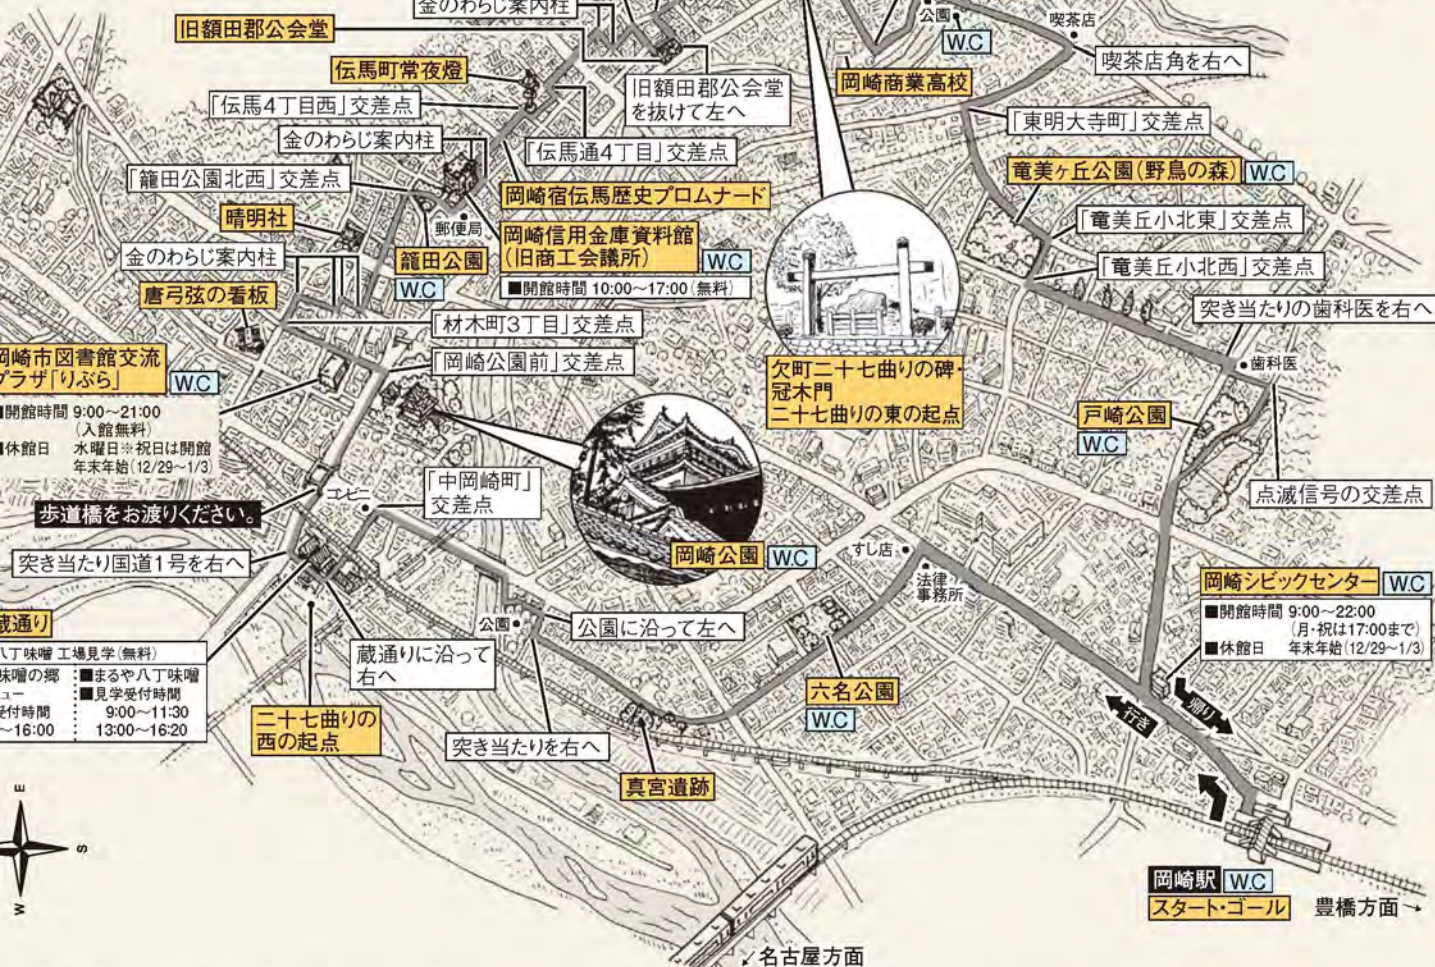 金のわらじ案内柱
旧額田郡公会堂
伝馬町常夜燈
「伝馬4丁目西」交差点
金のわらじ案内柱
「籠田公園北西」交差点
晴明社
金のわらじ案内柱
唐弓弦の看板
岡崎市図書館交流
プラザ「りぶら」
W.C
■開館時間 9:00~21:00
(入館無料)
■休館日 水曜日※祝日は開館
年末年始(12/29~1/3)
歩道橋をお渡りください。
突き当たり国道1号を右へ
蔵通り
八丁味噌 工場見学(無料)
味噌の郷
ュー
受付時間
~16:00
■まるや八丁味噌
■見学受付時間
9:00~11:30
13:00~16:20
二十七曲りの
西の起点
蔵通りに沿って
右へ
コンビニ
「中岡崎町」
交差点
公園
公園に沿って左へ
突き当たりを右へ
真宮遺跡
六名公園
W.C
すし店
法律
事務所
岡崎公園
W.C
「岡崎公園前」交差点
「材木町3丁目」交差点
籠田公園
W.C
郵便局
岡崎信用金庫資料館
(旧商工会議所)
W.C
■開館時間 10:00~17:00(無料)
岡崎宿伝馬歴史プロムナード
「伝馬通4丁目」交差点
旧額田郡公会堂
を抜けて左へ
欠町二十七曲りの碑・
冠木門
二十七曲りの東の起点
岡崎商業高校
公園
W.C
喫茶店
喫茶店角を右へ
「東明大寺町」交差点
竜美ヶ丘公園(野鳥の森)
W.C
「竜美丘小北東」交差点
「竜美丘小北西」交差点
突き当たりの歯科医を右へ
歯科医
戸崎公園
W.C
点滅信号の交差点
岡崎シビックセンター
W.C
■開館時間 9:00~22:00
(月・祝は17:00まで)
■休館日 年末年始(12/29~1/3)
行き
帰り
岡崎駅
W.C
スタート・ゴール
豊橋方面→
↙名古屋方面
E
S
W